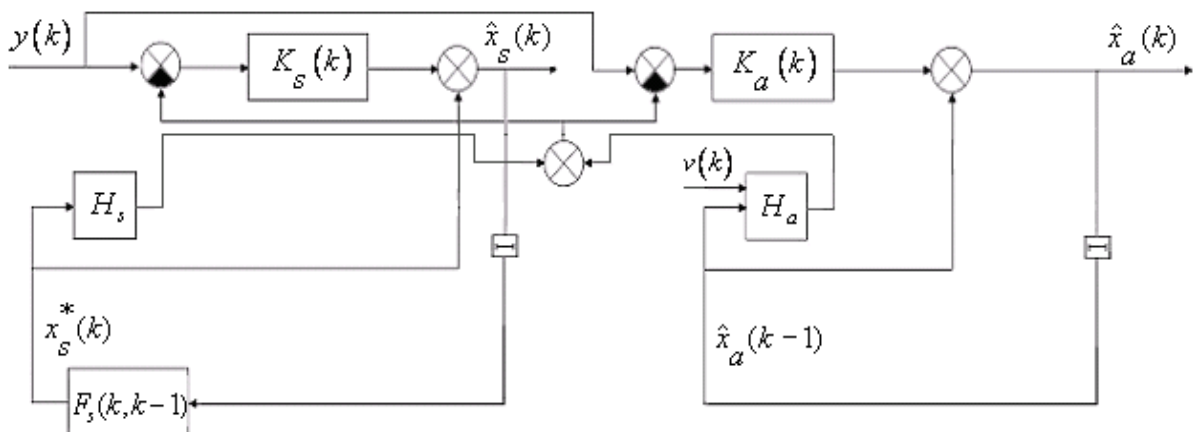 y(k)
K_s(k)
x̂_s(k)
K_a(k)
x̂_a(k)
H_s
v(k)
H_a
x_s^*(k)
x̂_a(k−1)
F_s(k,k−1)